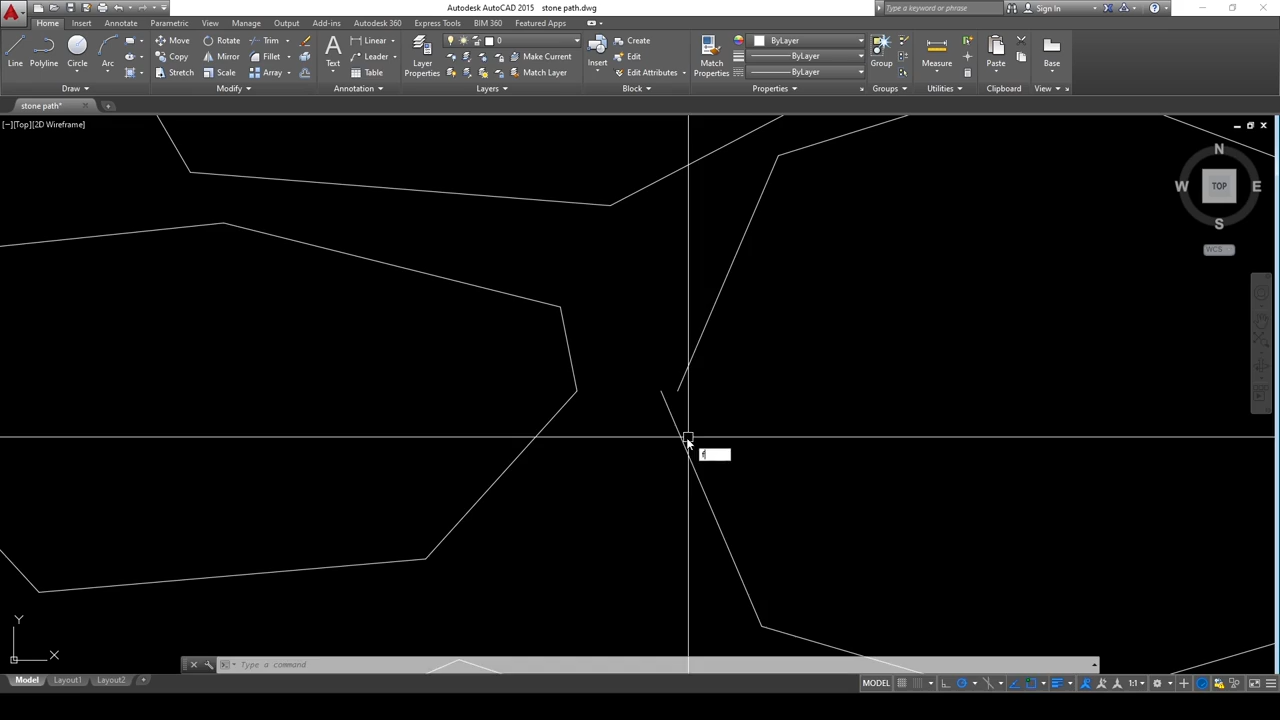 Autodesk AutoCAD 2015 stone path.dwg
Type a keyword or phrase
Sign In
Home Insert Annotate Parametric View Manage Output Add-ins Autodesk 360 Express Tools BIM 360 Featured Apps
Line
Polyline
Circle
Arc
Move
Copy
Stretch
Rotate
Mirror
Scale
Trim
Fillet
Array
Text
Linear
Leader
Table
Layer
Properties
0
Make Current
Match Layer
Insert
Create
Edit
Edit Attributes
Match
Properties
ByLayer
ByLayer
ByLayer
Group
Measure
Paste
Base
Draw
Modify
Annotation
Layers
Block
Properties
Groups
Utilities
Clipboard
View
stone path*
[−][Top][2D Wireframe]
N
W
TOP
E
S
WCS
f
Y
X
Type a command
Model Layout1 Layout2
MODEL
1:1